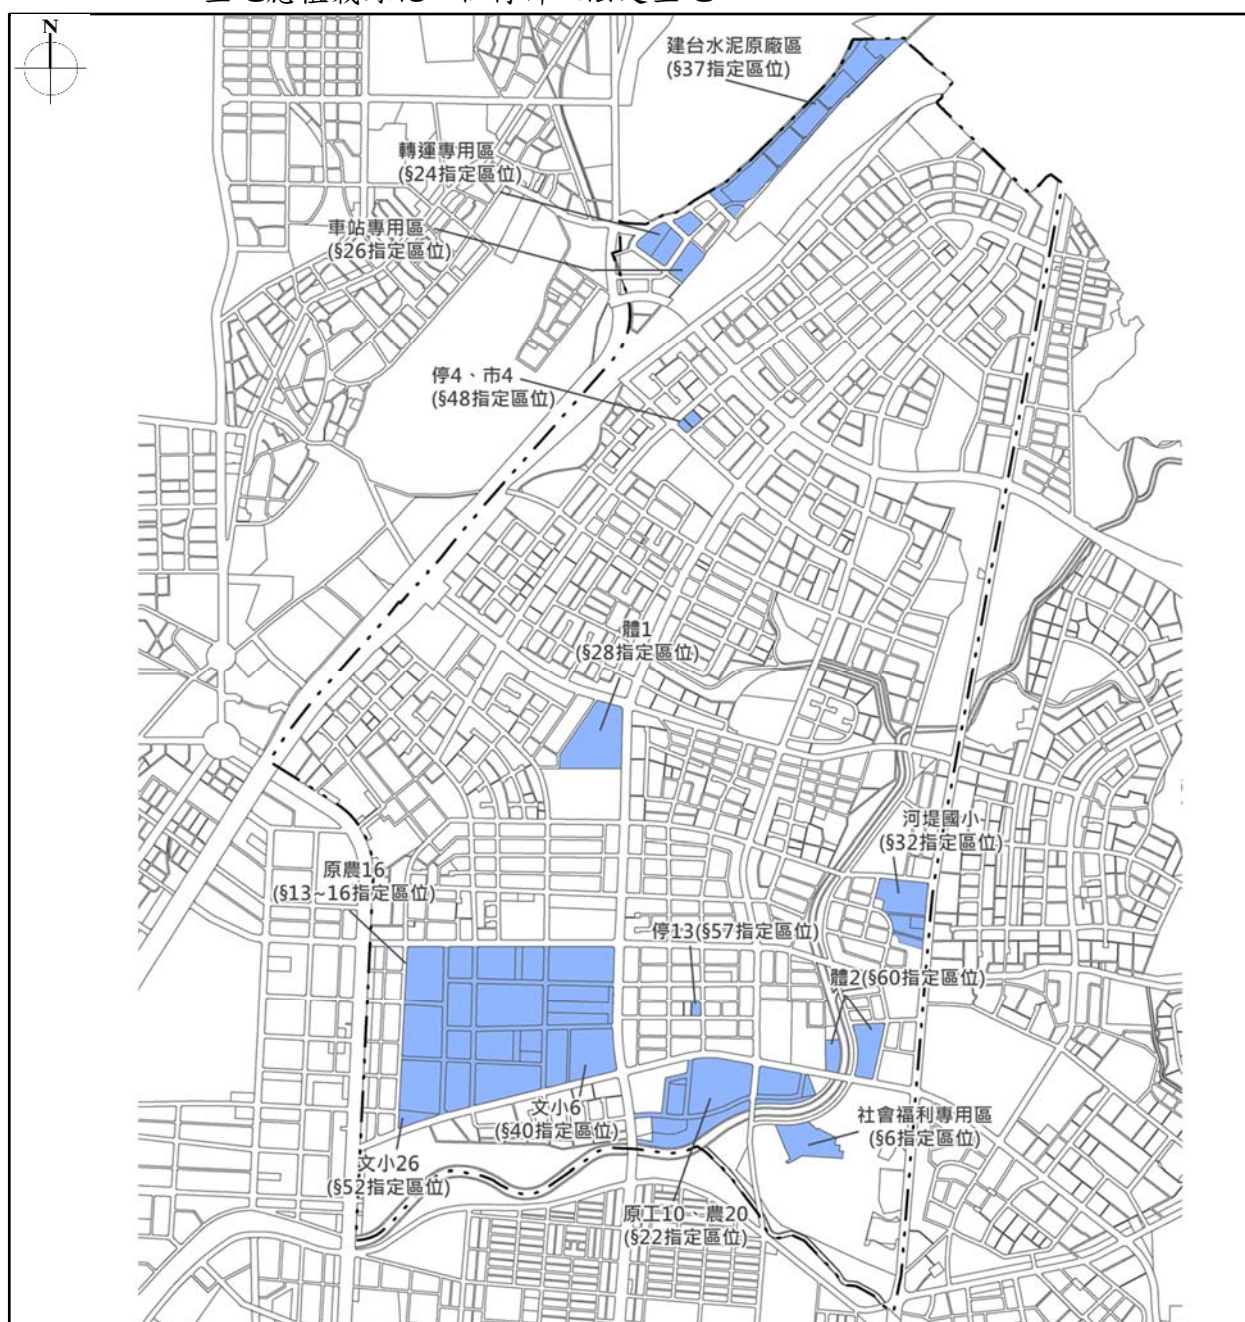 N
建台水泥原廠區
(§37指定區位)
轉運專用區
(§24指定區位)
車站專用區
(§26指定區位)
停4、市4
(§48指定區位)
體1
(§28指定區位)
河堤國小
(§32指定區位)
原農16
(§13~16指定區位)
停13(§57指定區位)
體2(§60指定區位)
文小6
(§40指定區位)
社會福利專用區
(§6指定區位)
文小26
(§52指定區位)
原工10、農20
(§22指定區位)